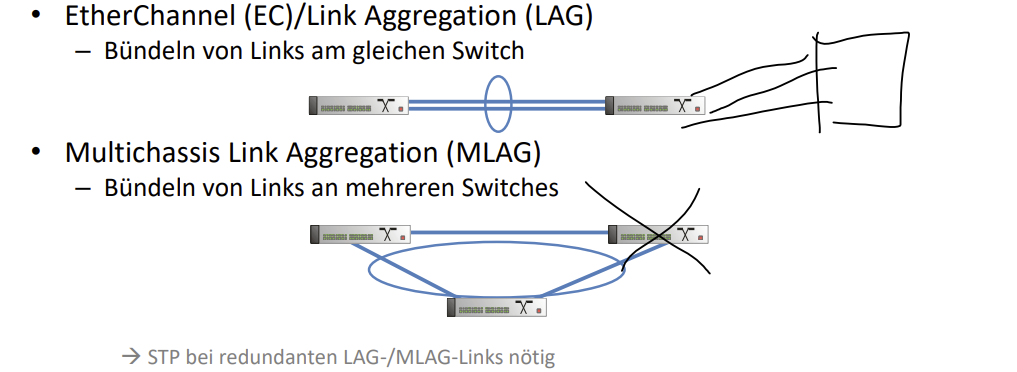 • EtherChannel (EC)/Link Aggregation (LAG)
– Bündeln von Links am gleichen Switch
• Multichassis Link Aggregation (MLAG)
– Bündeln von Links an mehreren Switches
→ STP bei redundanten LAG-/MLAG-Links nötig